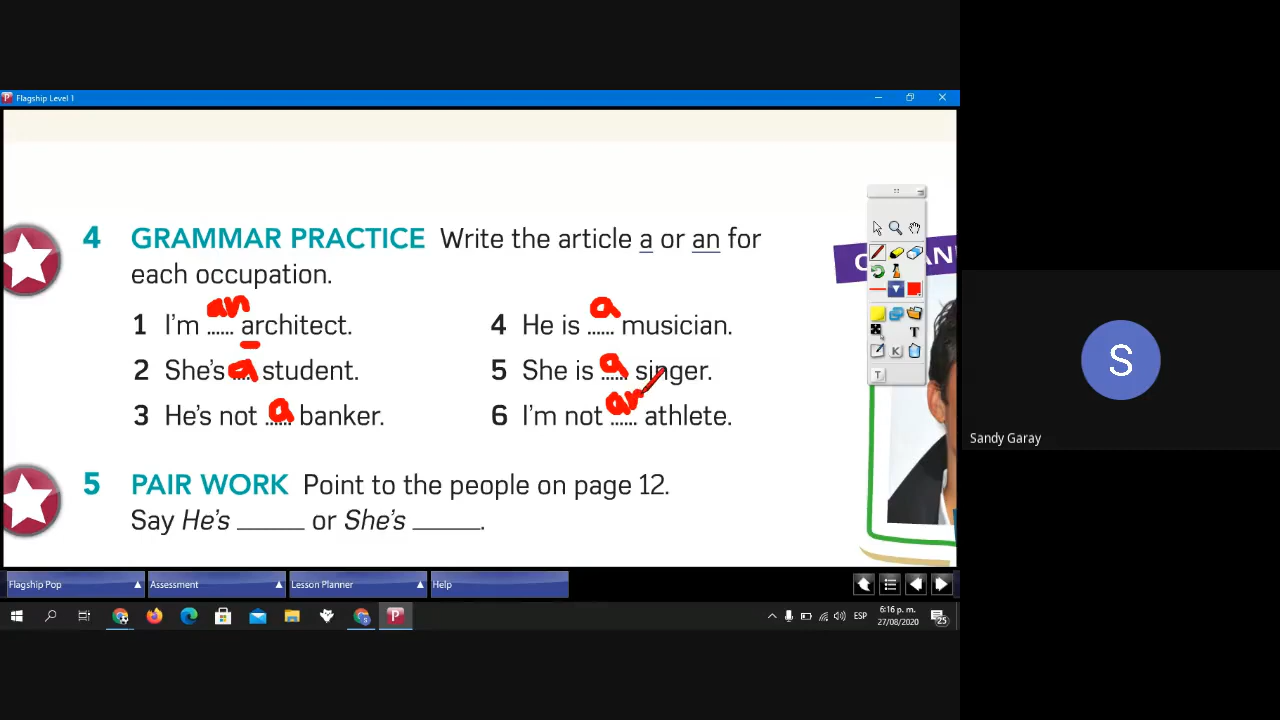 Flagship Level 1
4 GRAMMAR PRACTICE Write the article a or an for
each occupation.
1 I'm an architect.
2 She's a student.
3 He's not a banker.
4 He is a musician.
5 She is a singer.
6 I'm not an athlete.
5 PAIR WORK Point to the people on page 12.
Say He's ______ or She's ______.
T
K
T
S
Sandy Garay
Flagship Pop
Assessment
Lesson Planner
Help
ESP
6:16 p. m.
27/08/2020
25